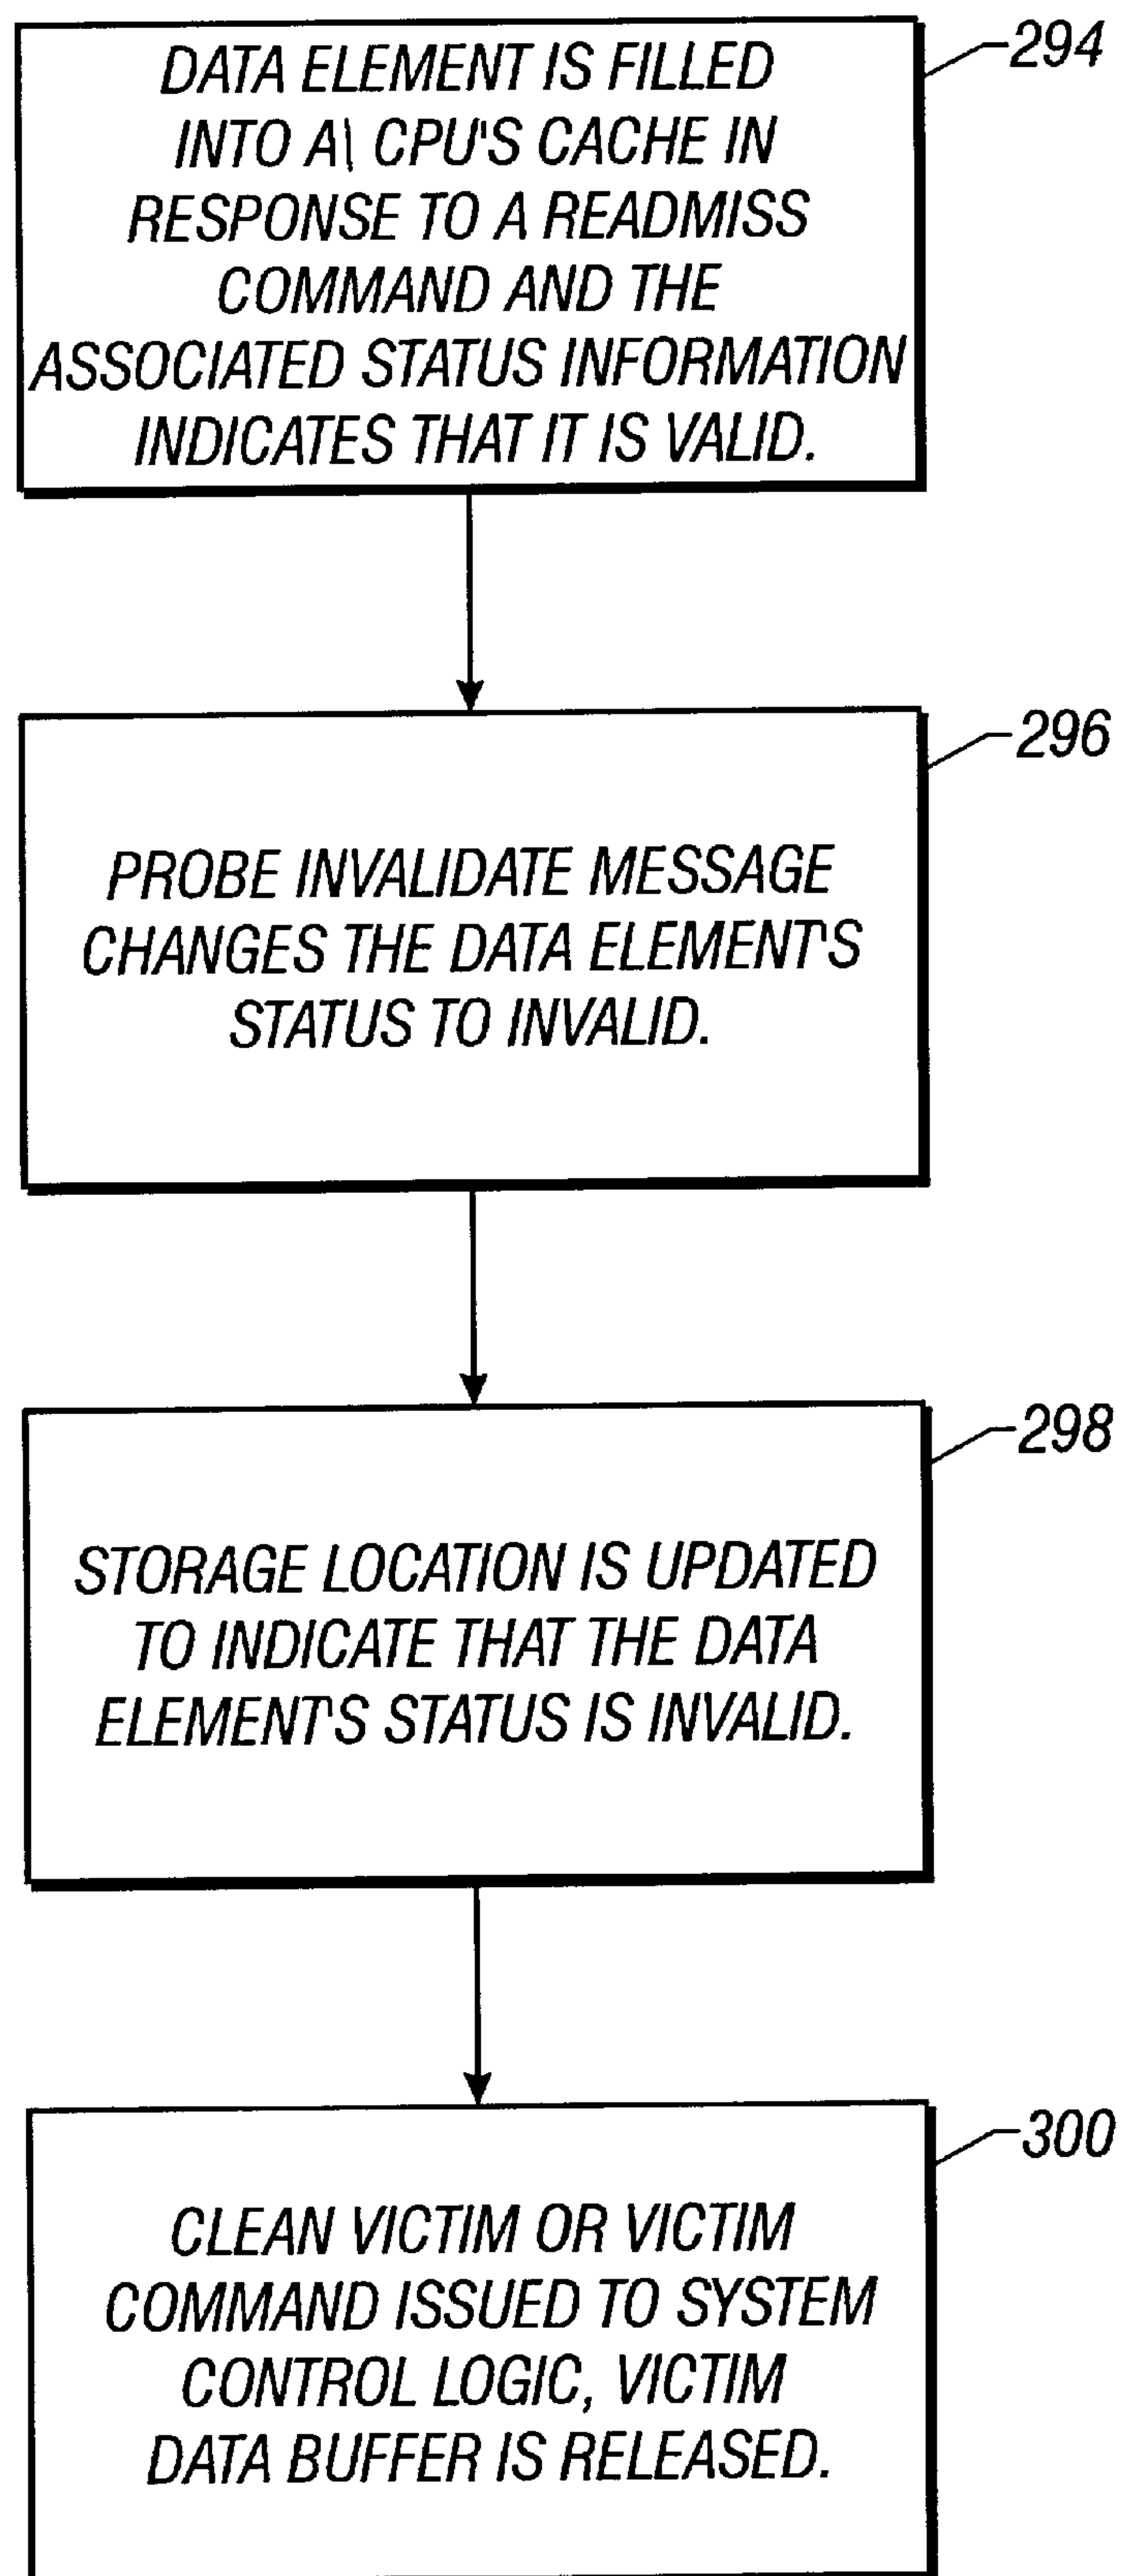 294
DATA ELEMENT IS FILLED
INTO A\ CPU'S CACHE IN
RESPONSE TO A READMISS
COMMAND AND THE
ASSOCIATED STATUS INFORMATION
INDICATES THAT IT IS VALID.
296
PROBE INVALIDATE MESSAGE
CHANGES THE DATA ELEMENT'S
STATUS TO INVALID.
298
STORAGE LOCATION IS UPDATED
TO INDICATE THAT THE DATA
ELEMENT'S STATUS IS INVALID.
300
CLEAN VICTIM OR VICTIM
COMMAND ISSUED TO SYSTEM
CONTROL LOGIC, VICTIM
DATA BUFFER IS RELEASED.